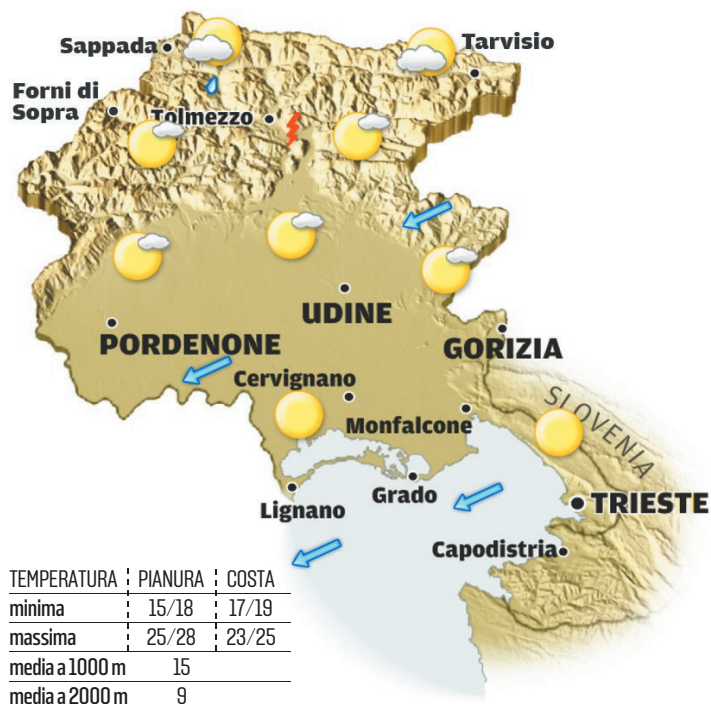 Sappada
Tarvisio
Forni di
Sopra
Tolmezzo
UDINE
PORDENONE
GORIZIA
Cervignano
SLOVENIA
Monfalcone
Grado
Lignano
TRIESTE
Capodistria
TEMPERATURA PIANURA COSTA
minima 15/18 17/19
massima 25/28 23/25
media a 1000 m 15
media a 2000 m 9